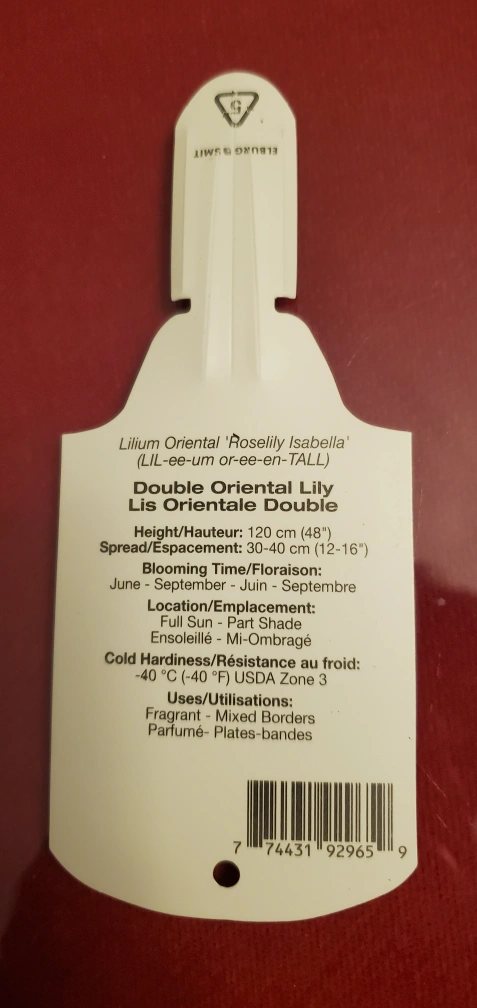 5
ELBURG & SMIT
Lilium Oriental 'Roselily Isabella'
(LIL-ee-um or-ee-en-TALL)
Double Oriental Lily
Lis Orientale Double
Height/Hauteur: 120 cm (48")
Spread/Espacement: 30-40 cm (12-16")
Blooming Time/Floraison:
June - September - Juin - Septembre
Location/Emplacement:
Full Sun - Part Shade
Ensoleillé - Mi-Ombragé
Cold Hardiness/Résistance au froid:
-40 °C (-40 °F) USDA Zone 3
Uses/Utilisations:
Fragrant - Mixed Borders
Parfumé- Plates-bandes
7 74431 92965 9